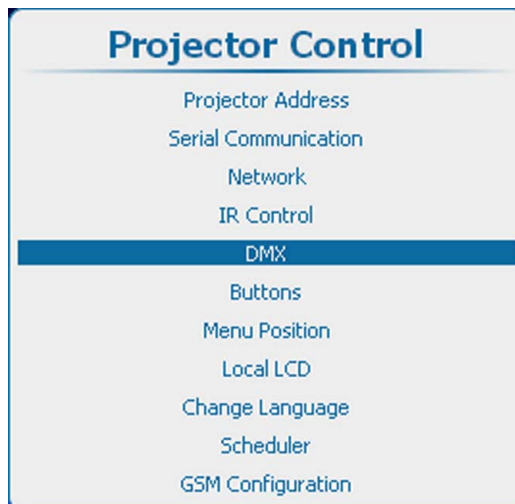 Projector Control
Projector Address
Serial Communication
Network
IR Control
DMX
Buttons
Menu Position
Local LCD
Change Language
Scheduler
GSM Configuration